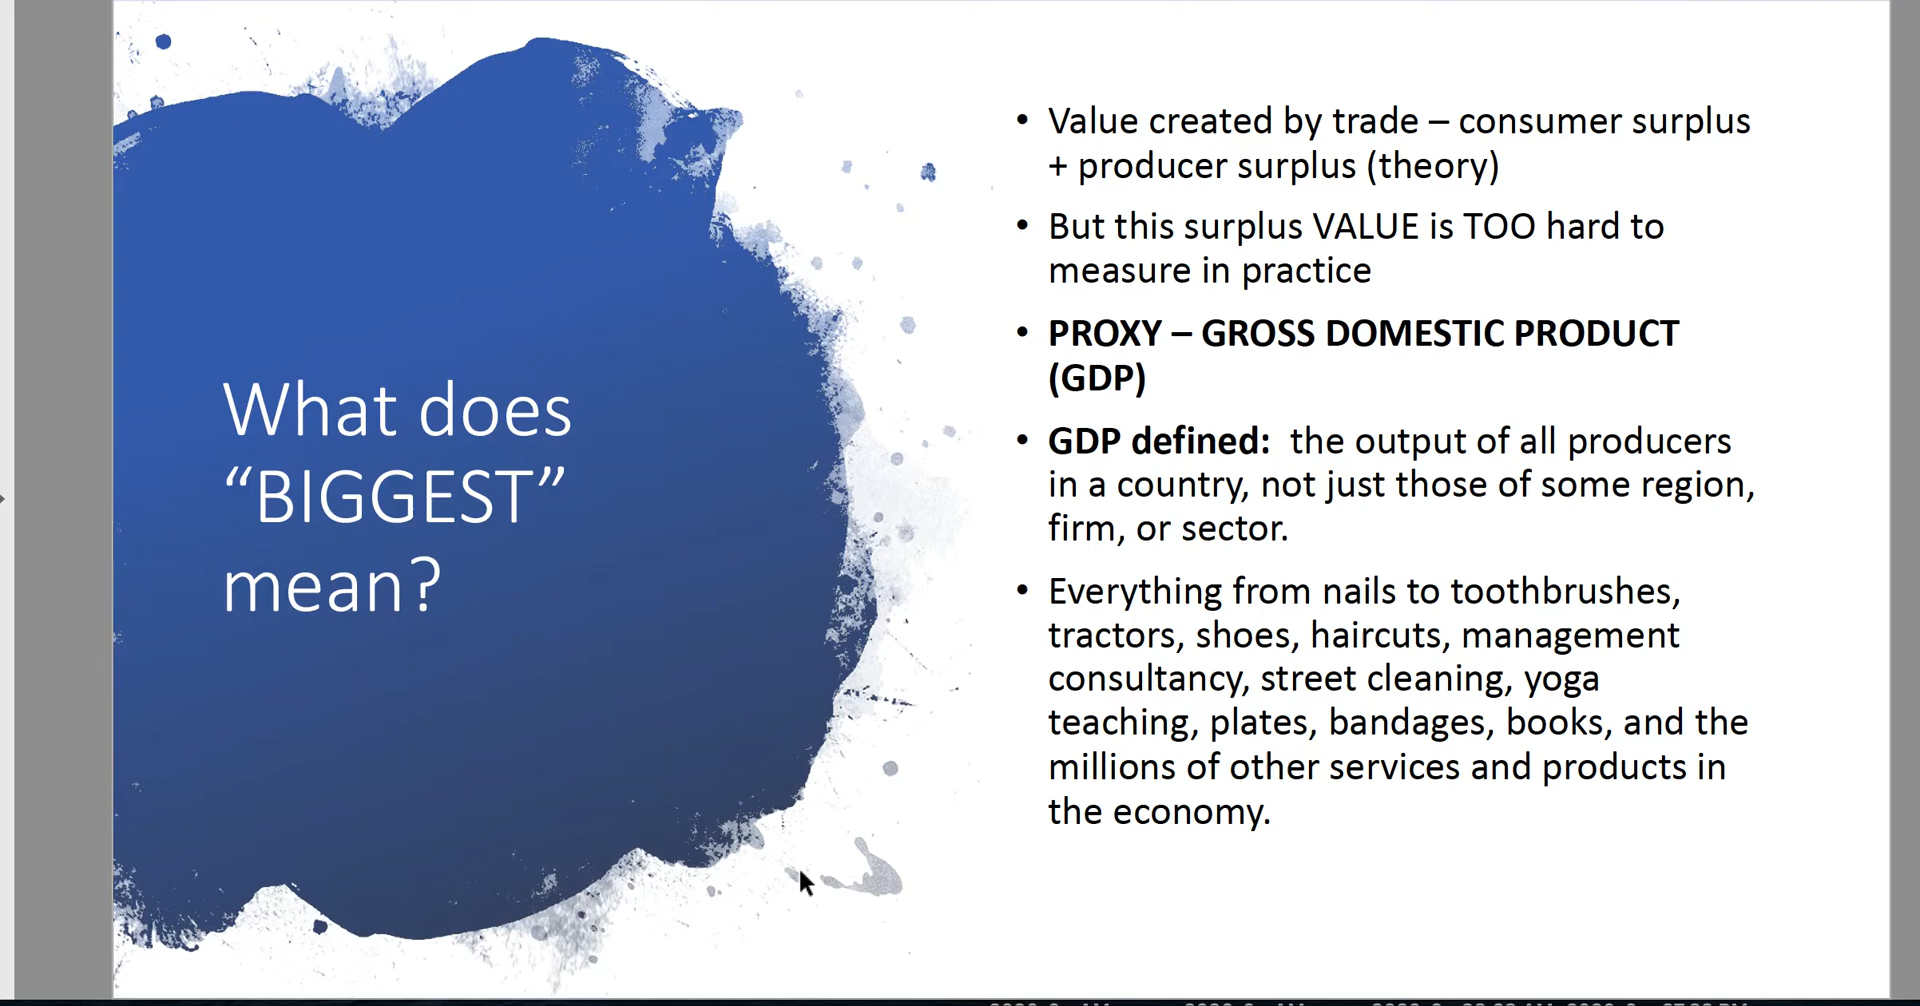 What does
“BIGGEST”
mean?
• Value created by trade – consumer surplus
+ producer surplus (theory)
• But this surplus VALUE is TOO hard to
measure in practice
• PROXY – GROSS DOMESTIC PRODUCT
(GDP)
• GDP defined:  the output of all producers
in a country, not just those of some region,
firm, or sector.
• Everything from nails to toothbrushes,
tractors, shoes, haircuts, management
consultancy, street cleaning, yoga
teaching, plates, bandages, books, and the
millions of other services and products in
the economy.